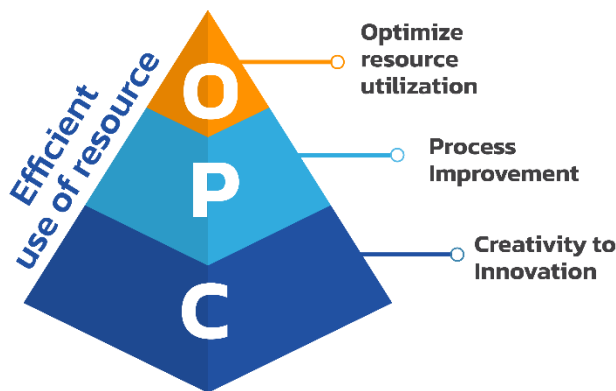 Efficient
use of resource
O
Optimize
resource
utilization
P
Process
Improvement
C
Creativity to
Innovation